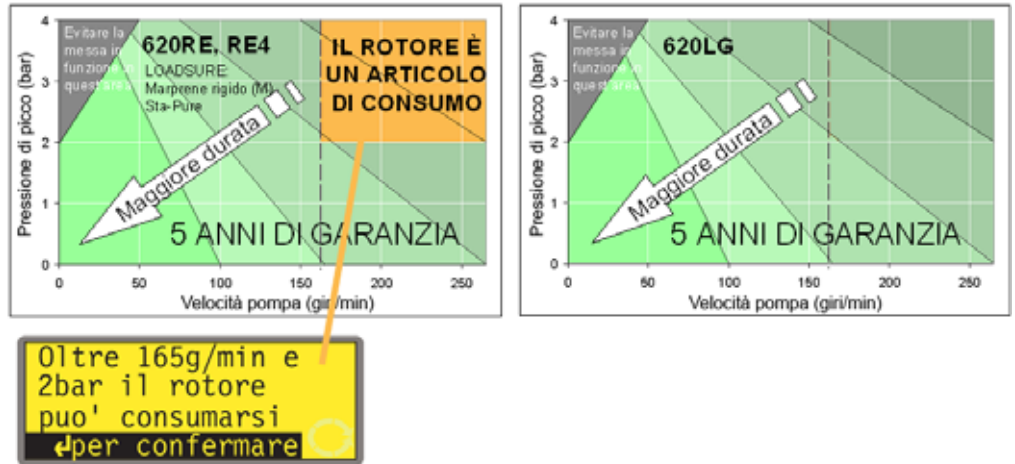 4
3
2
1
0
Pressione di picco (bar)
Evitare la
messa in
funzione in
quest'area
620RE, RE4
LOADSURE:
Marprene rigido (M)
Sta-Pure
IL ROTORE È
UN ARTICOLO
DI CONSUMO
Maggiore durata
5 ANNI DI GARANZIA
0 50 100 150 200 250
Velocità pompa (giri/min)
4
3
2
1
0
Pressione di picco (bar)
Evitare la
messa in
funzione in
quest'area
620LG
Maggiore durata
5 ANNI DI GARANZIA
0 50 100 150 200 250
Velocità pompa (giri/min)
Oltre 165g/min e
2bar il rotore
puo' consumarsi
↲per confermare